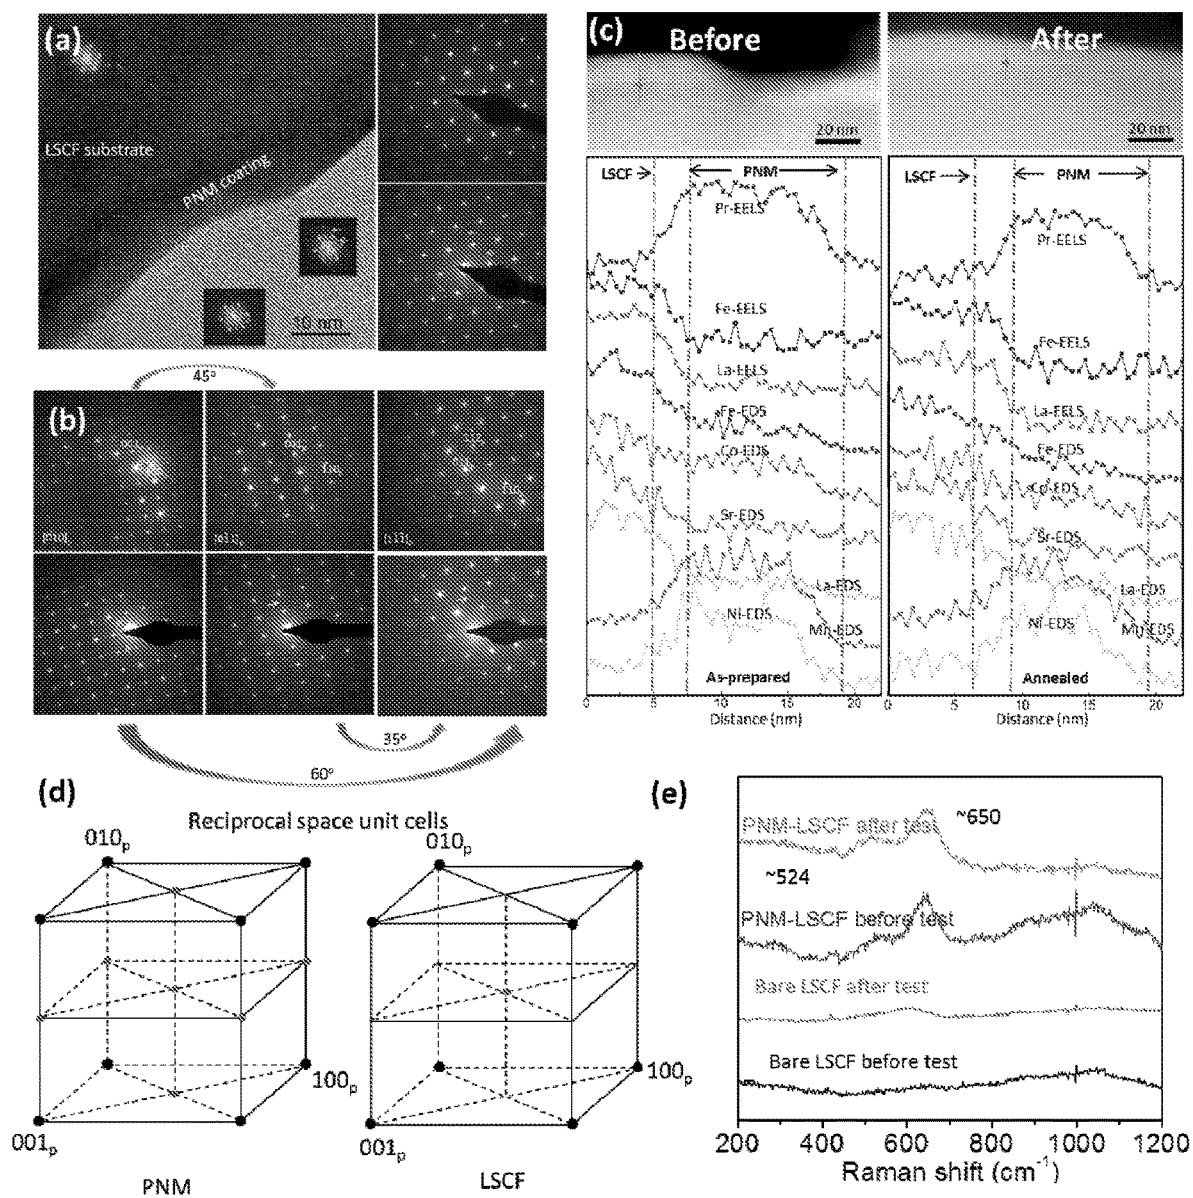 (a)
LSCF substrate
PNM coating
10 nm
45°
(b)
35°
60°
(c)
Before
20 nm
After
20 nm
LSCF
PNM
Pr-EELS
Fe-EELS
La-EELS
Fe-EDS
Co-EDS
Sr-EDS
La-EDS
Ni-EDS
Mn-EDS
As-prepared
0 5 10 15 20
Distance (nm)
LSCF
PNM
Pr-EELS
Fe-EELS
La-EELS
Fe-EDS
Co-EDS
Sr-EDS
La-EDS
Ni-EDS
Mn-EDS
Annealed
0 5 10 15 20
Distance (nm)
(d)
Reciprocal space unit cells
010p
100p
001p
PNM
010p
100p
001p
LSCF
(e)
PNM-LSCF after test
~650
~524
PNM-LSCF before test
Bare LSCF after test
Bare LSCF before test
200 400 600 800 1000 1200
Raman shift (cm-1)